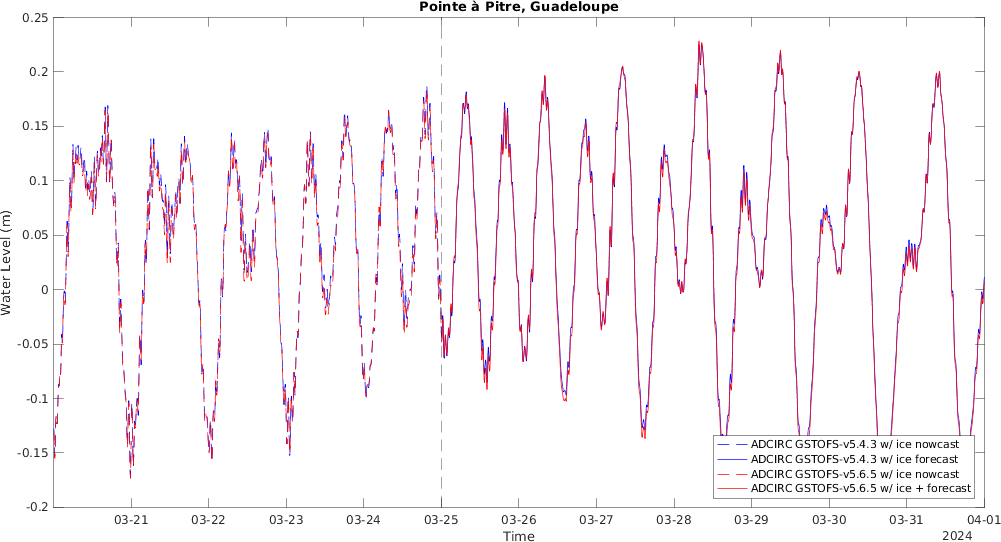 Pointe à Pitre, Guadeloupe
0.25
0.2
0.15
0.1
0.05
0
-0.05
-0.1
-0.15
-0.2
Water Level (m)
ADCIRC GSTOFS-v5.4.3 w/ ice nowcast
ADCIRC GSTOFS-v5.4.3 w/ ice forecast
ADCIRC GSTOFS-v5.6.5 w/ ice nowcast
ADCIRC GSTOFS-v5.6.5 w/ ice + forecast
03-21 03-22 03-23 03-24 03-25 03-26 03-27 03-28 03-29 03-30 03-31 04-01
Time
2024